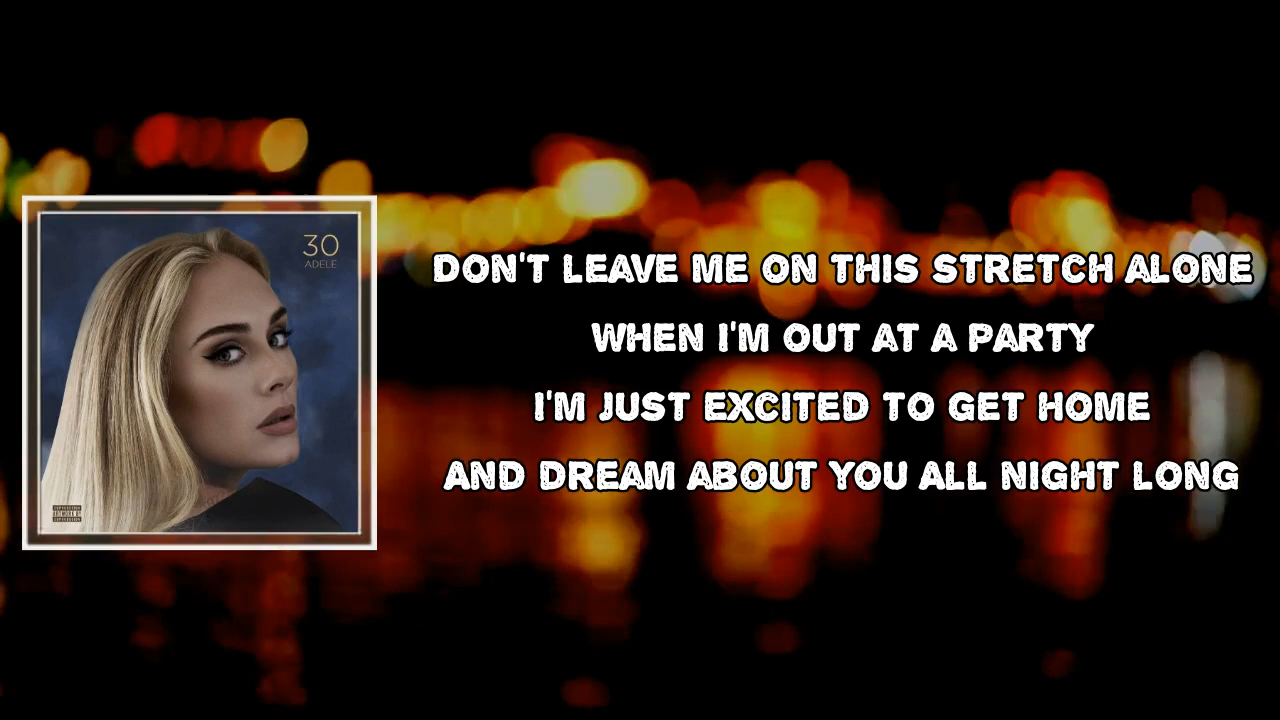 30
ADELE
DON'T LEAVE ME ON THIS STRETCH ALONE
WHEN I'M OUT AT A PARTY
I'M JUST EXCITED TO GET HOME
AND DREAM ABOUT YOU ALL NIGHT LONG